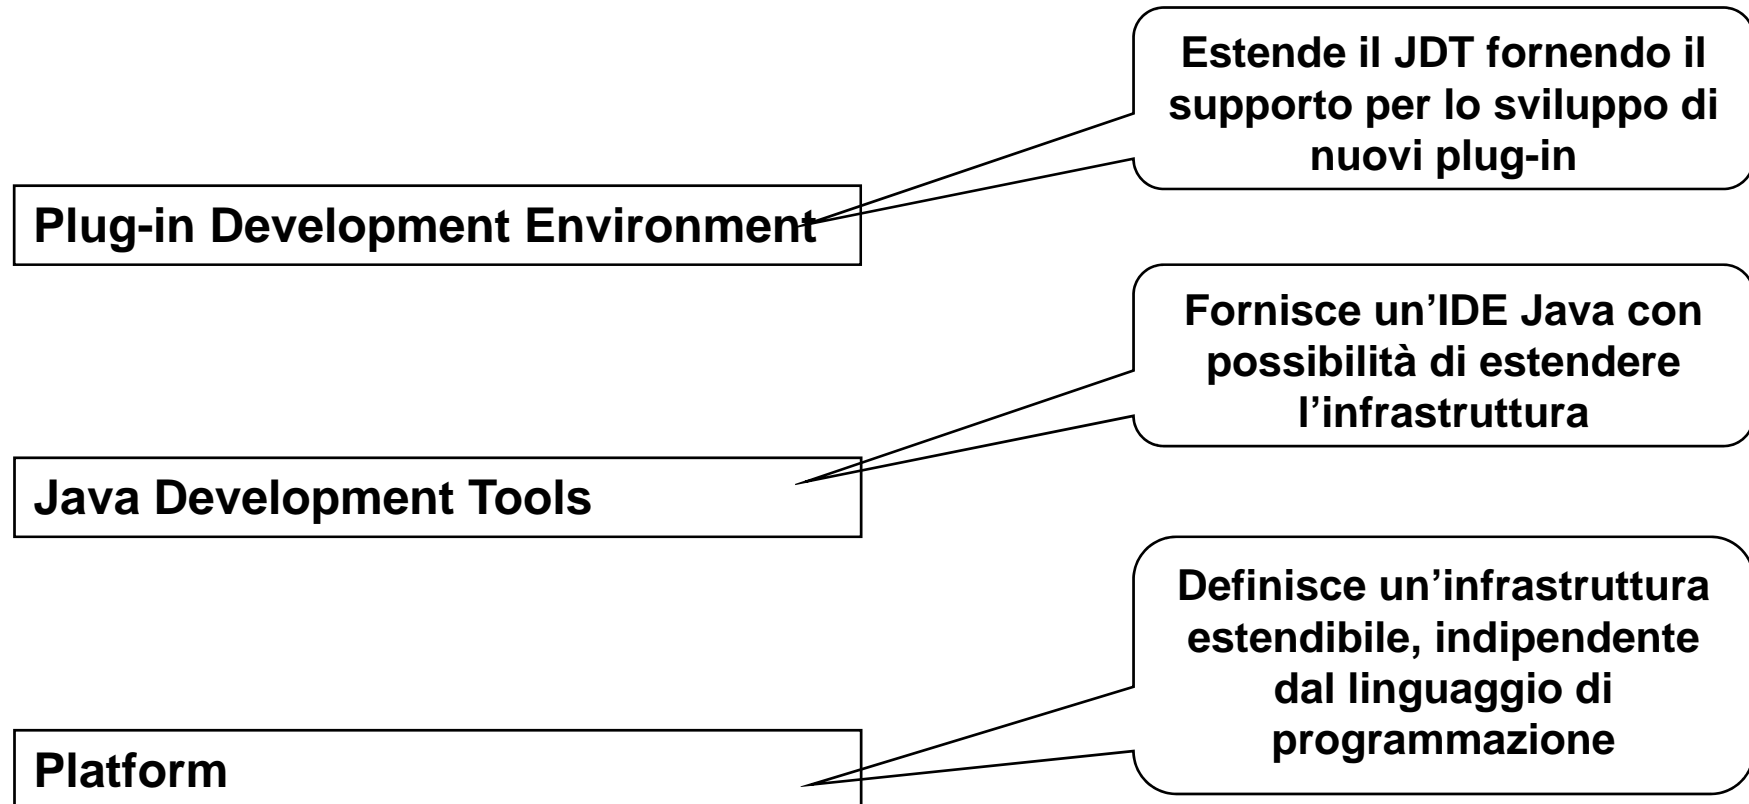 Estende il JDT fornendo il
supporto per lo sviluppo di
nuovi plug-in
Plug-in Development Environment
Fornisce un’IDE Java con
possibilità di estendere
l’infrastruttura
Java Development Tools
Definisce un’infrastruttura
estendibile, indipendente
dal linguaggio di
programmazione
Platform